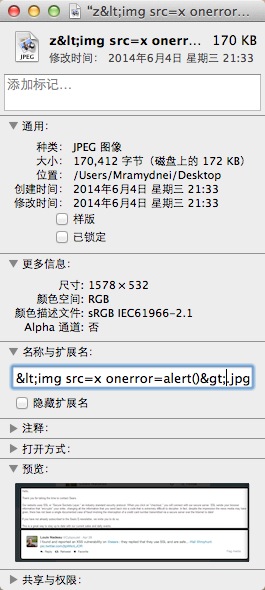 "z&lt;img src=x onerror...
JPEG
z&lt;img src=x onerr... 170 KB
修改时间： 2014年6月4日 星期三 21:33
添加标记…
通用:
种类： JPEG 图像
大小： 170,412 字节（磁盘上的 172 KB）
位置： /Users/Mramydnei/Desktop
创建时间： 2014年6月4日 星期三 21:33
修改时间： 2014年6月4日 星期三 21:33
样版
已锁定
更多信息:
尺寸: 1578 × 532
颜色空间: RGB
颜色描述文件: sRGB IEC61966-2.1
Alpha 通道: 否
名称与扩展名:
&lt;img src=x onerror=alert()&gt;.jpg
隐藏扩展名
注释:
打开方式:
预览:
共享与权限: